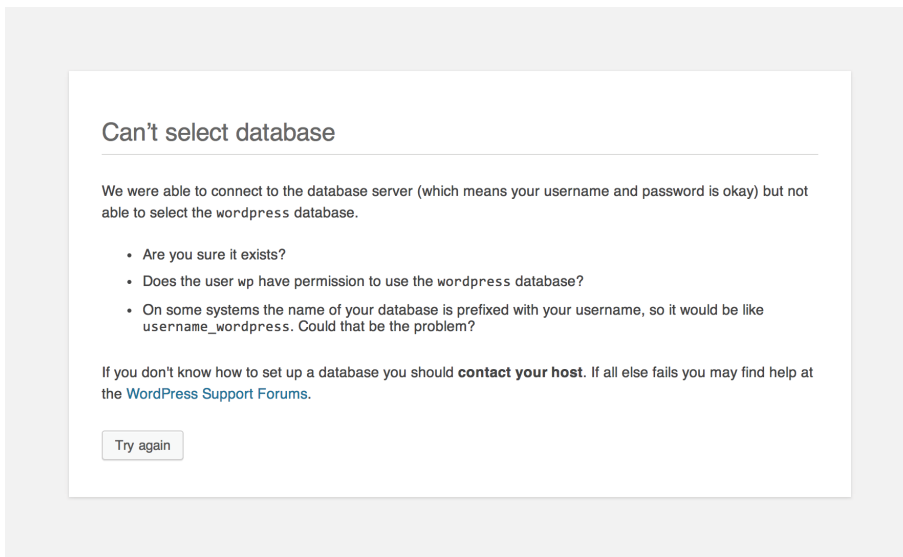 Can't select database
We were able to connect to the database server (which means your username and password is okay) but not
able to select the wordpress database.
• Are you sure it exists?
• Does the user wp have permission to use the wordpress database?
• On some systems the name of your database is prefixed with your username, so it would be like
username_wordpress. Could that be the problem?
If you don't know how to set up a database you should contact your host. If all else fails you may find help at
the WordPress Support Forums.
Try again